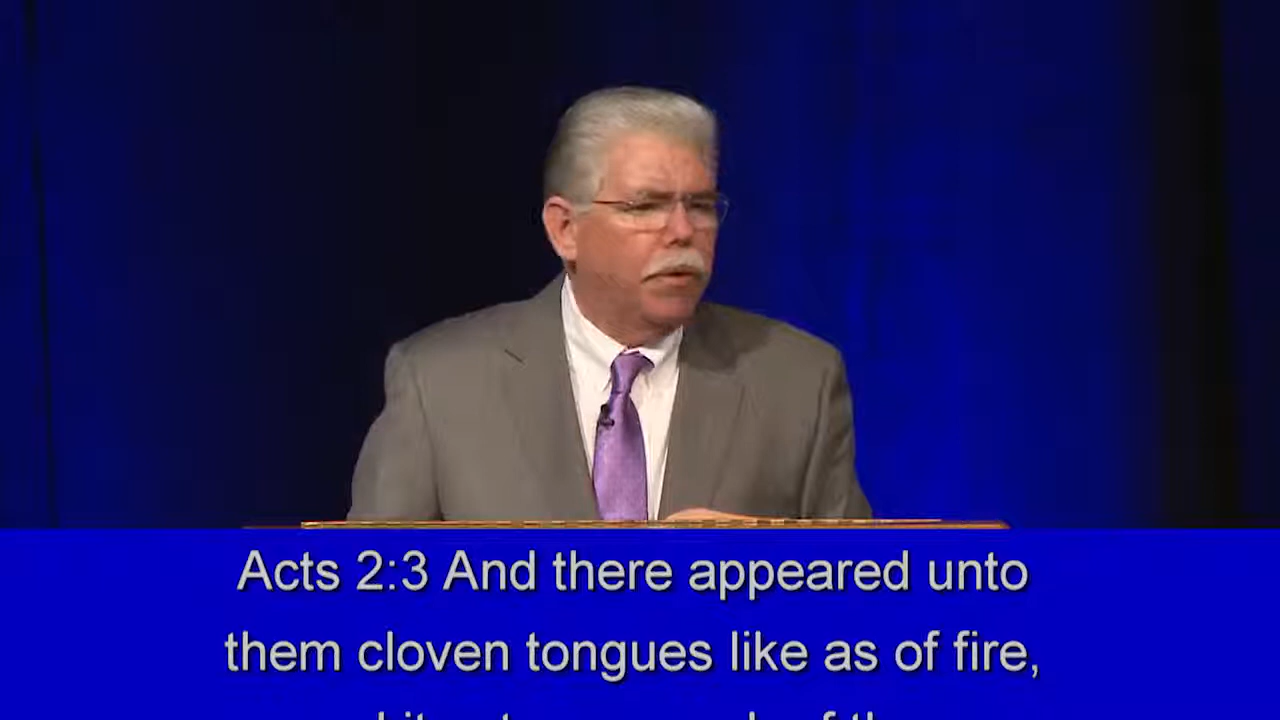 Acts 2:3 And there appeared unto
them cloven tongues like as of fire,